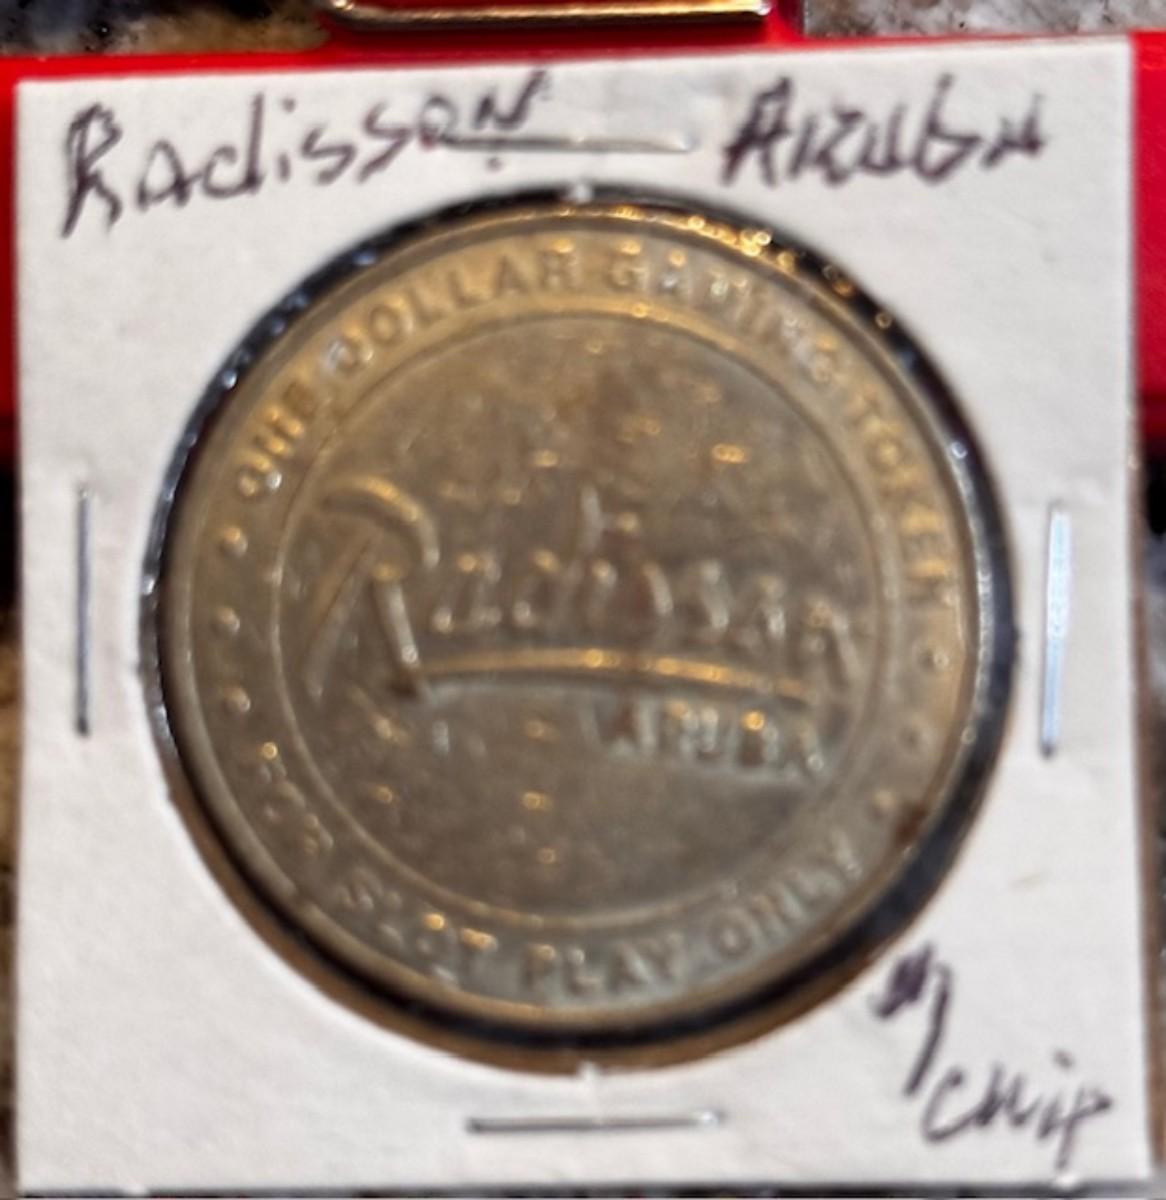 Radisson Aruba
ONE DOLLAR GAMING TOKEN
Radisson
ARUBA
FOR SLOT PLAY ONLY
$1
CHIP